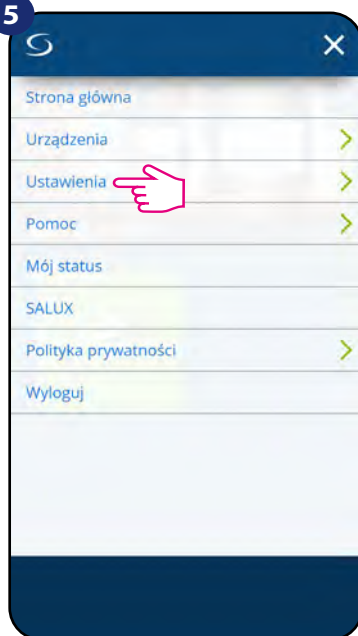 5
Strona główna
Urządzenia
Ustawienia
Pomoc
Mój status
SALUX
Polityka prywatności
Wyloguj